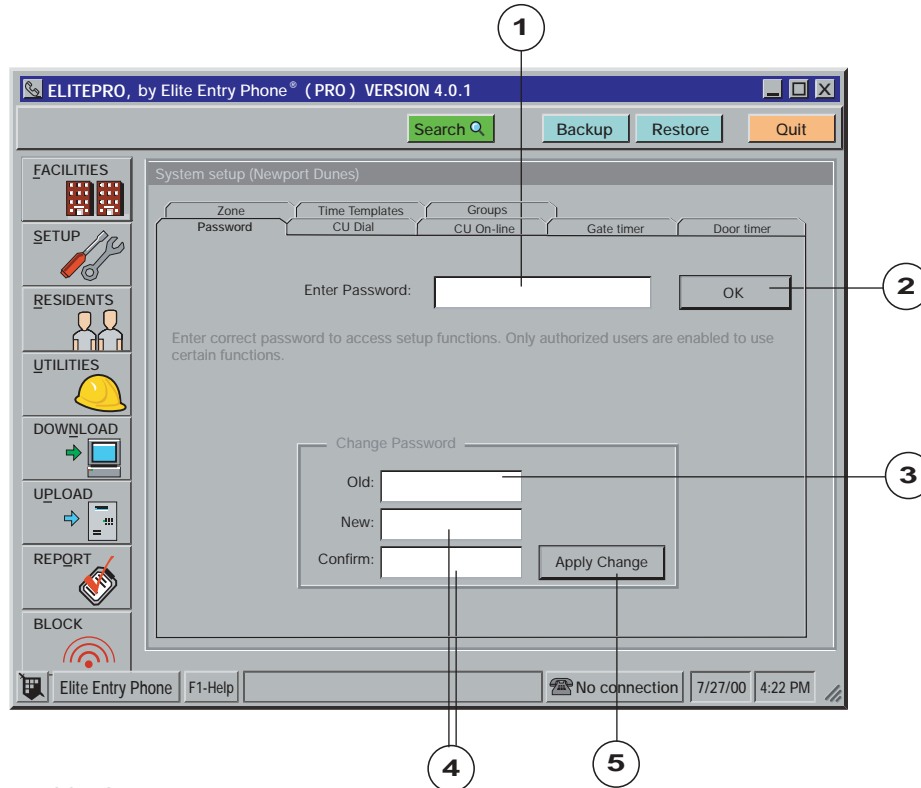 1
ELITEPRO, by Elite Entry Phone® (PRO) VERSION 4.0.1
Search Backup Restore Quit
FACILITIES
SETUP
RESIDENTS
UTILITIES
DOWNLOAD
UPLOAD
REPORT
BLOCK
System setup (Newport Dunes)
Zone Time Templates Groups
Password CU Dial CU On-line Gate timer Door timer
Enter Password: OK
2
Enter correct password to access setup functions. Only authorized users are enabled to use
certain functions.
Change Password
Old:
3
New:
Confirm: Apply Change
Elite Entry Phone F1-Help No connection 7/27/00 4:22 PM
4
5